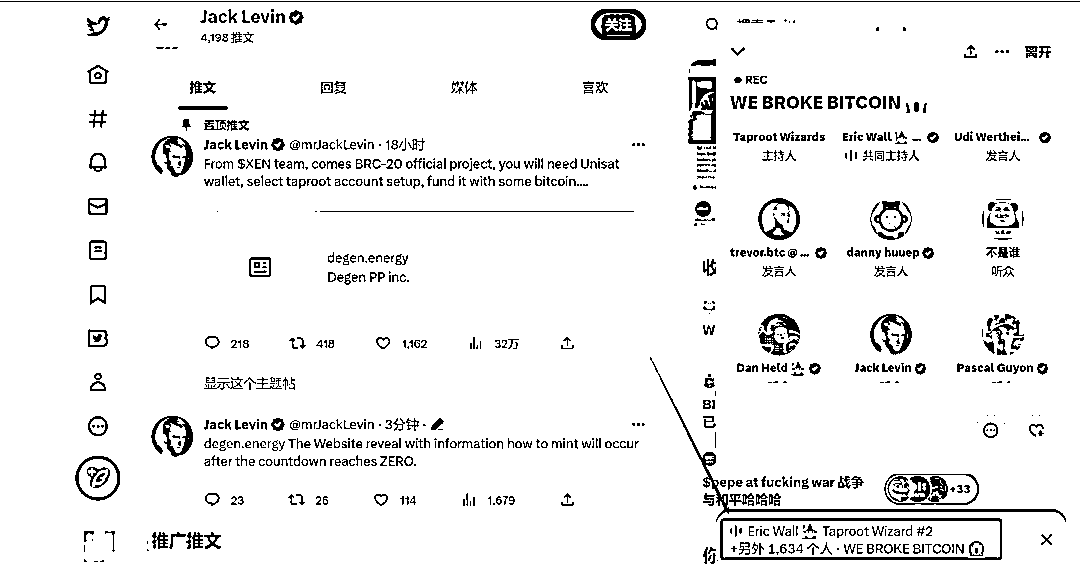 Jack Levin
4,198 推文
关注
推文 回复 媒体 喜欢
置顶推文
Jack Levin @mrJackLevin · 18小时
From $XEN team, comes BRC-20 official project, you will need Unisat
wallet, select taproot account setup, fund it with some bitcoin....
degen.energy
Degen PP inc.
218 418 1,162 32万
显示这个主题帖
Jack Levin @mrJackLevin · 3分钟 ·
degen.energy The Website reveal with information how to mint will occur
after the countdown reaches ZERO.
23 26 114 1,679
推广推文
离开
REC
WE BROKE BITCOIN
Taproot Wizards Eric Wall ... Udi Werthei...
主持人 共同主持人 发言人
trevor.btc @ ... danny huuep 不是谁
发言人 发言人 听众
Dan Held Jack Levin Pascal Guyon
收
W
BI
已
$pepe at fucking war 战争
与和平哈哈哈
+33
Eric Wall Taproot Wizard #2
+另外 1,634 个人 · WE BROKE BITCOIN
你